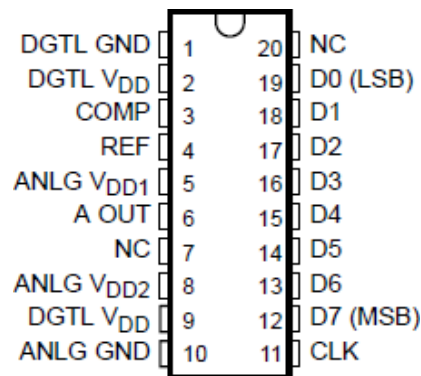 DGTL GND 1 20 NC
DGTL VDD 2 19 D0 (LSB)
COMP 3 18 D1
REF 4 17 D2
ANLG VDD1 5 16 D3
A OUT 6 15 D4
NC 7 14 D5
ANLG VDD2 8 13 D6
DGTL VDD 9 12 D7 (MSB)
ANLG GND 10 11 CLK